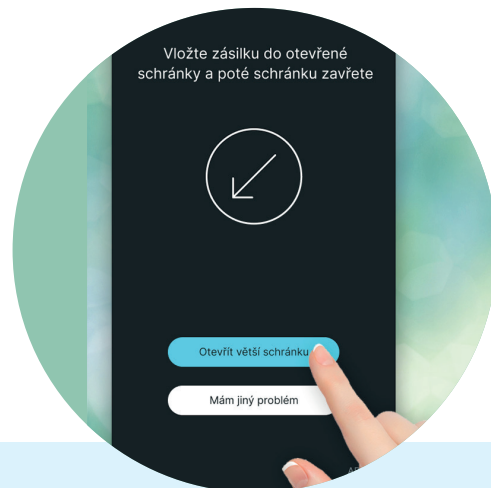 Vložte zásilku do otevřené
schránky a poté schránku zavřete
Otevřít větší schránku
Mám jiný problém